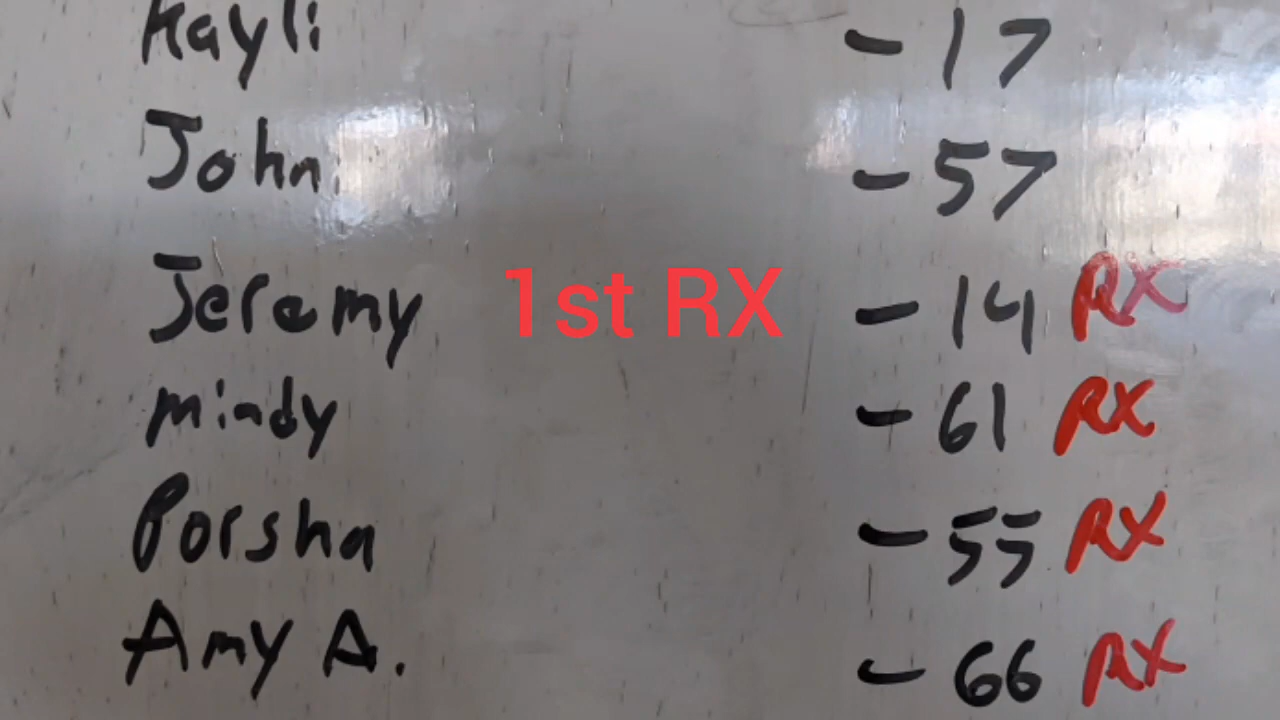 Kayli - 17
John - 57
Jeremy 1st RX - 14 RX
Mindy - 61 RX
Porsha - 55 RX
Amy A. - 66 RX